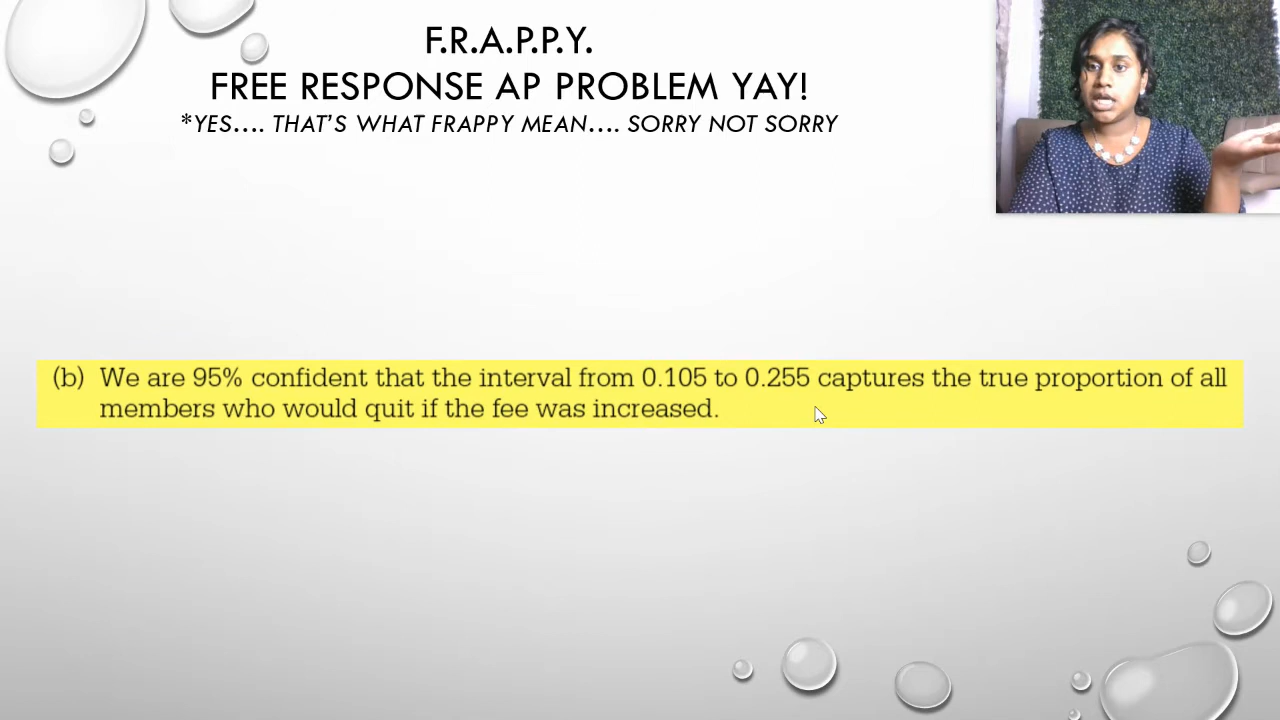 F.R.A.P.P.Y.
FREE RESPONSE AP PROBLEM YAY!
*YES.... THAT'S WHAT FRAPPY MEAN.... SORRY NOT SORRY
(b) We are 95% confident that the interval from 0.105 to 0.255 captures the true proportion of all
members who would quit if the fee was increased.